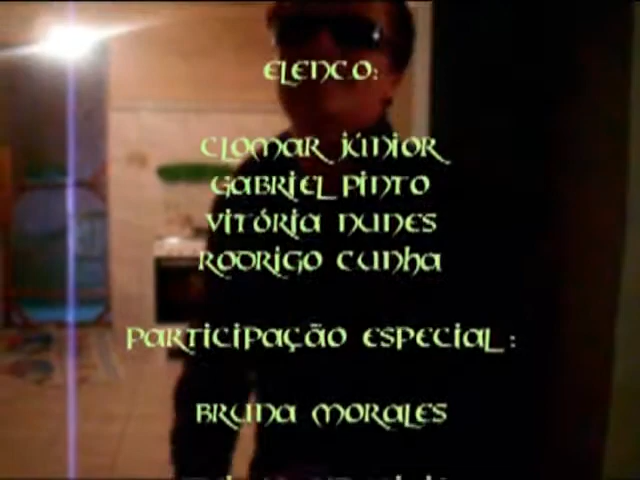 ELENCO:
CLOMAR JÚNIOR
GABRIEL PINTO
VITÓRIA NUNES
RODRIGO CUNHA
PARTICIPAÇÃO ESPECIAL:
BRUNA MORALES